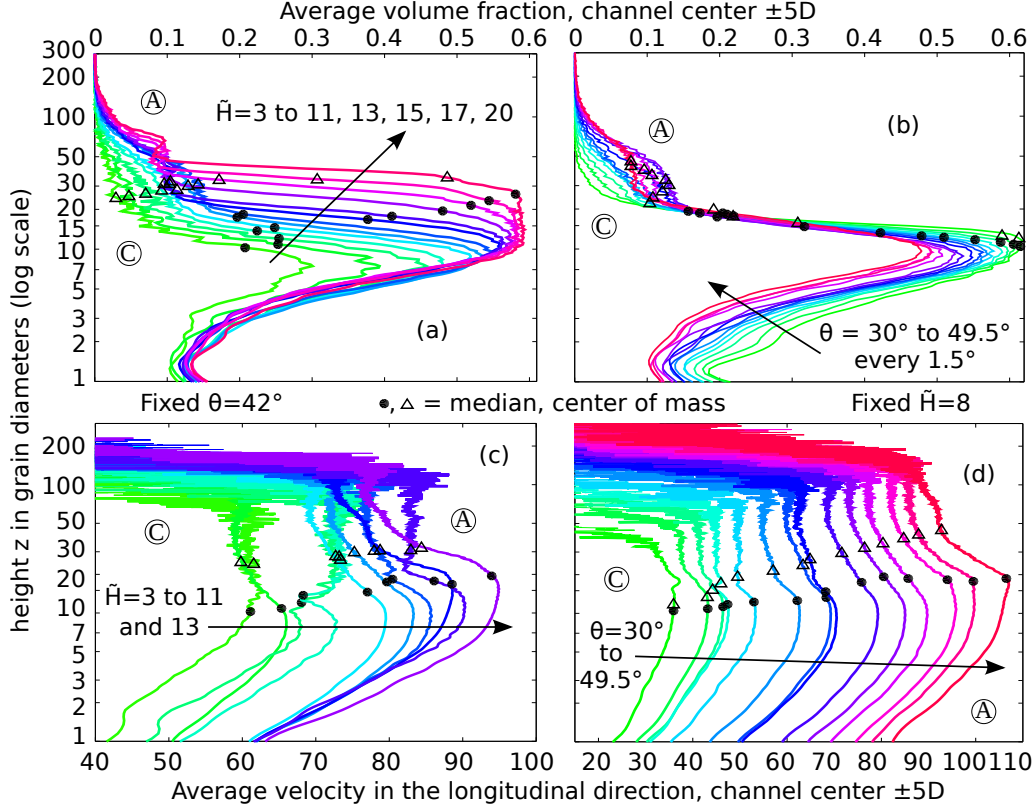 Average volume fraction, channel center ±5D
0 0.1 0.2 0.3 0.4 0.5 0.6
0 0.1 0.2 0.3 0.4 0.5 0.6
300
200
100
50
30
20
10
7
5
3
2
1
height z in grain diameters (log scale)
A
C
H̃=3 to 11, 13, 15, 17, 20
(a)
A
C
(b)
θ = 30° to 49.5°
every 1.5°
Fixed θ=42°
, = median, center of mass
Fixed H̃=8
200
100
50
30
20
10
7
5
3
2
1
(c)
C
A
H̃=3 to 11
and 13
(d)
C
θ=30°
to
49.5°
A
40 50 60 70 80 90 100
20 30 40 50 60 70 80 90 100 110
Average velocity in the longitudinal direction, channel center ±5D